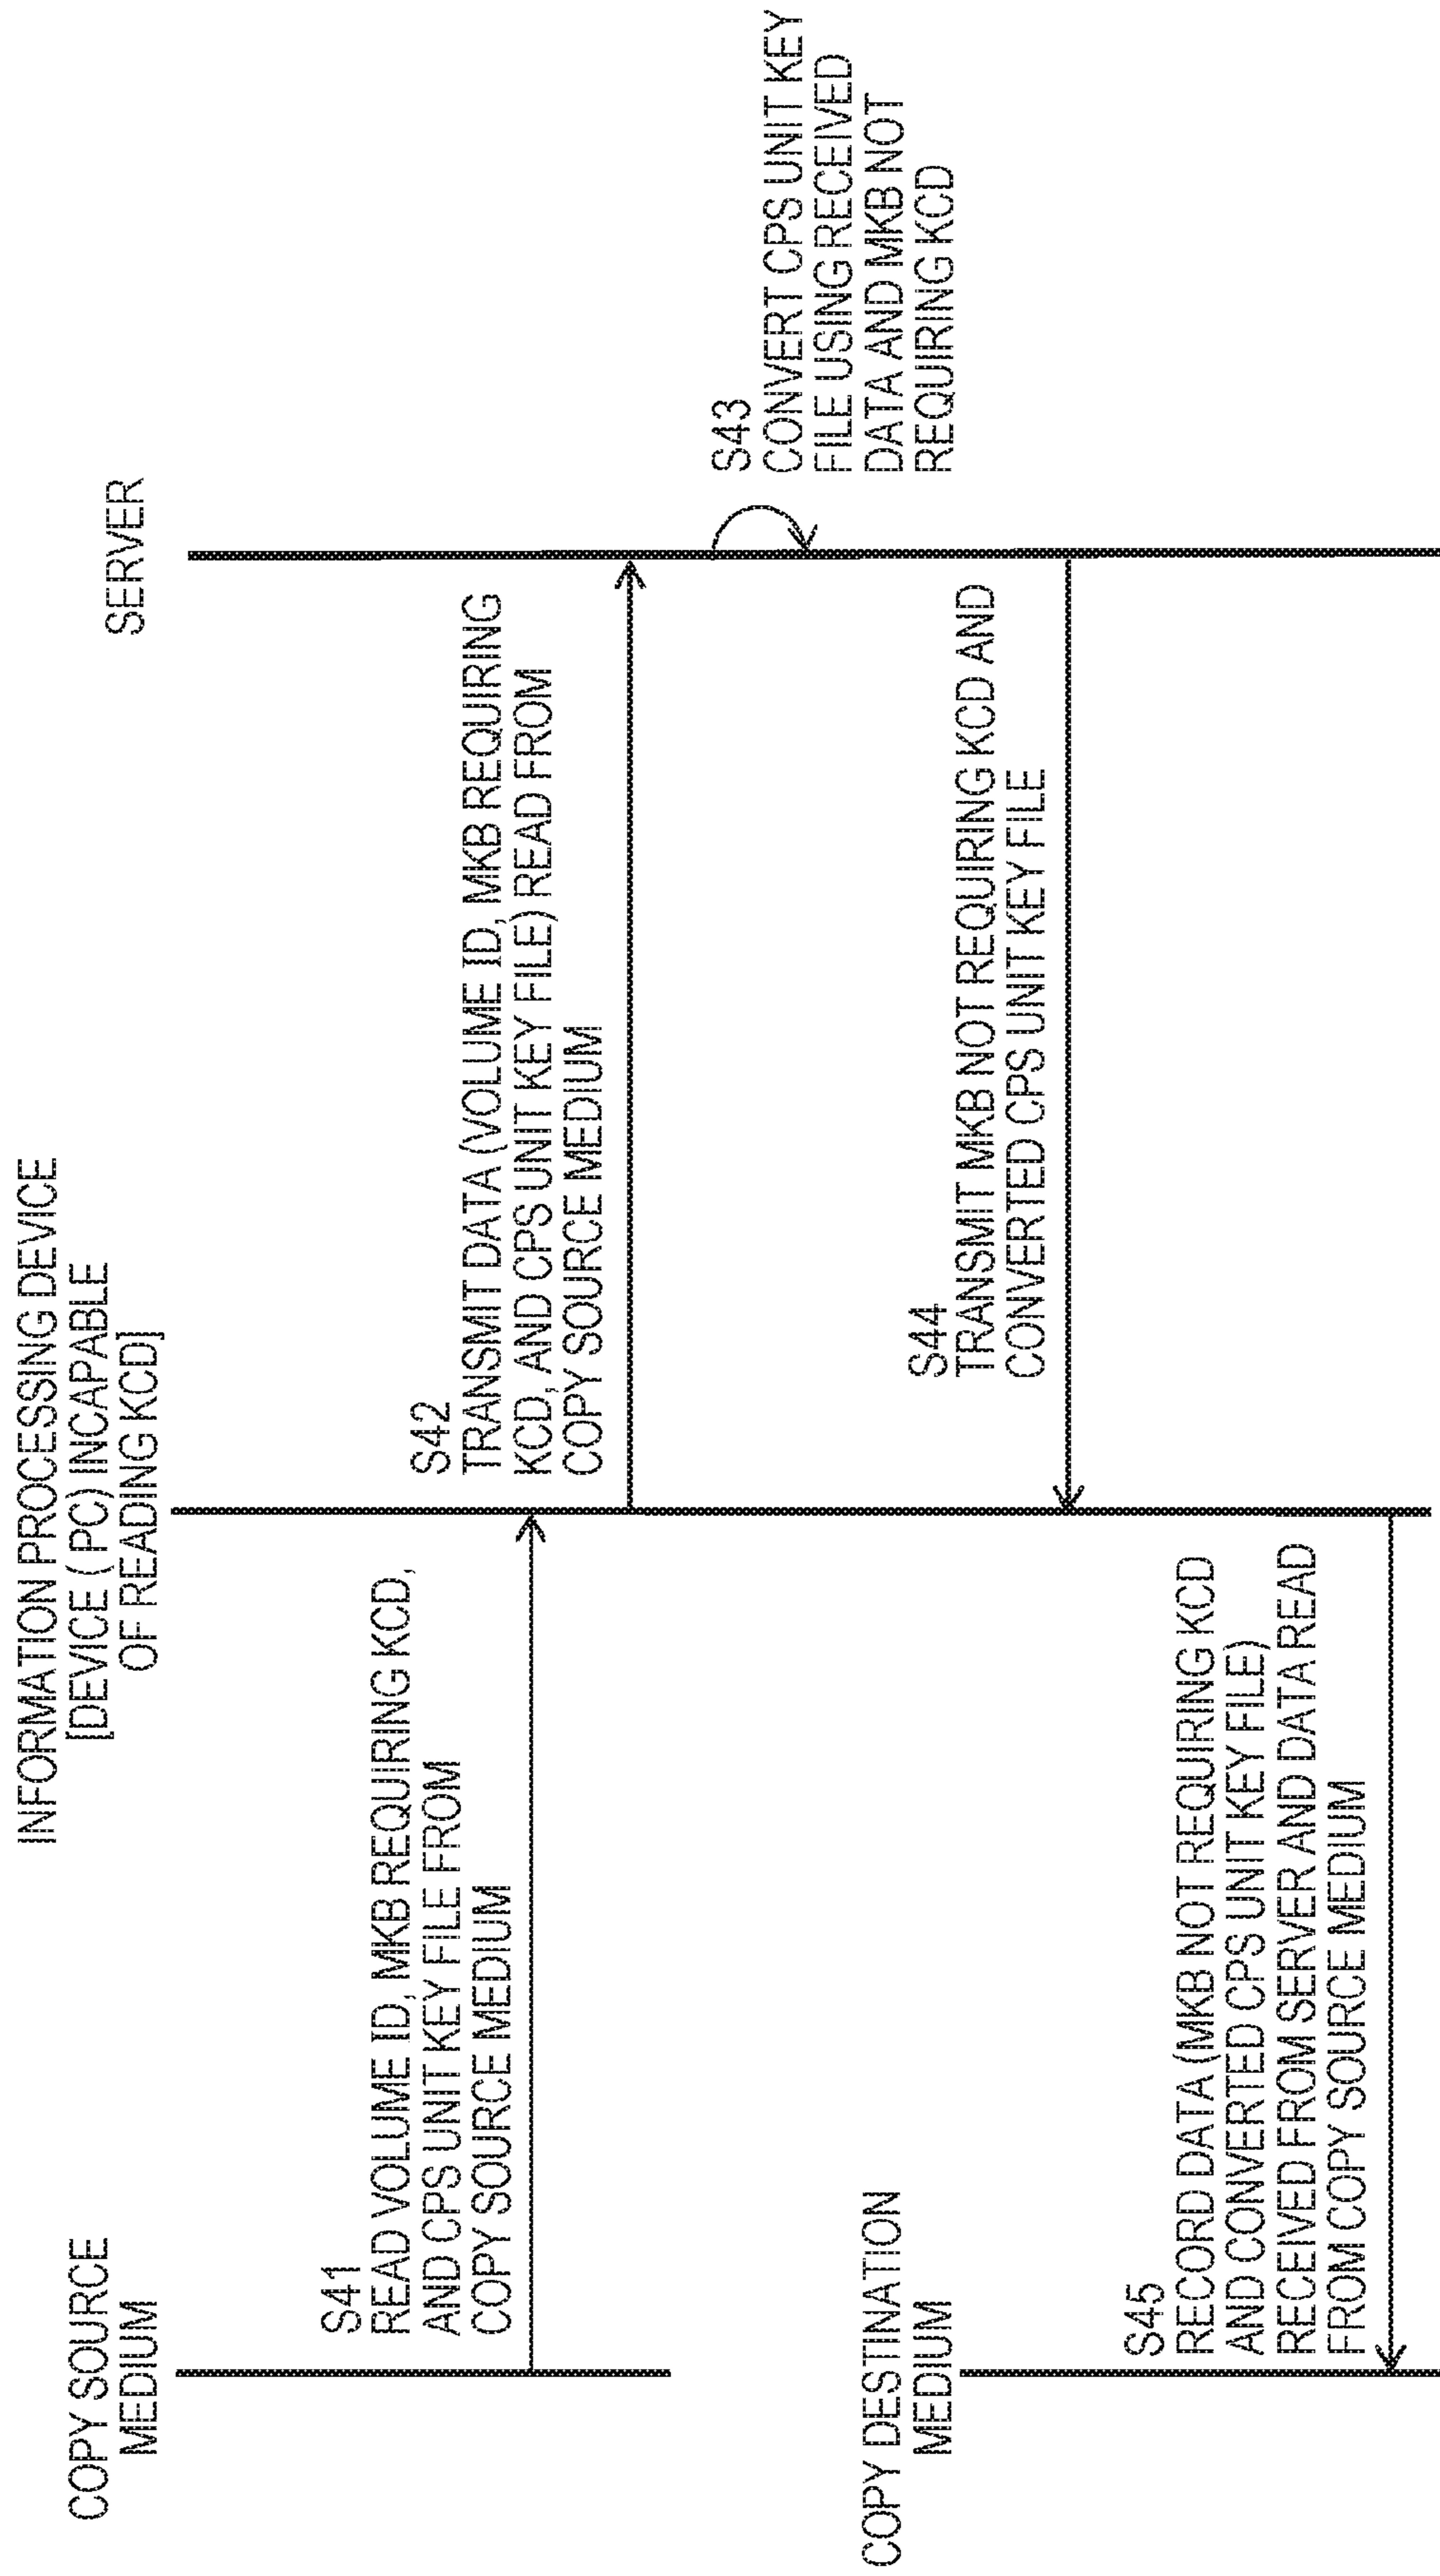 COPY SOURCE
MEDIUM
INFORMATION PROCESSING DEVICE
[DEVICE (PC) INCAPABLE
OF READING KCD]
SERVER
S41
READ VOLUME ID, MKB REQUIRING KCD,
AND CPS UNIT KEY FILE FROM
COPY SOURCE MEDIUM
S42
TRANSMIT DATA (VOLUME ID, MKB REQUIRING
KCD, AND CPS UNIT KEY FILE) READ FROM
COPY SOURCE MEDIUM
S43
CONVERT CPS UNIT KEY
FILE USING RECEIVED
DATA AND MKB NOT
REQUIRING KCD
COPY DESTINATION
MEDIUM
S44
TRANSMIT MKB NOT REQUIRING KCD AND
CONVERTED CPS UNIT KEY FILE
S45
RECORD DATA (MKB NOT REQUIRING KCD
AND CONVERTED CPS UNIT KEY FILE)
RECEIVED FROM SERVER AND DATA READ
FROM COPY SOURCE MEDIUM